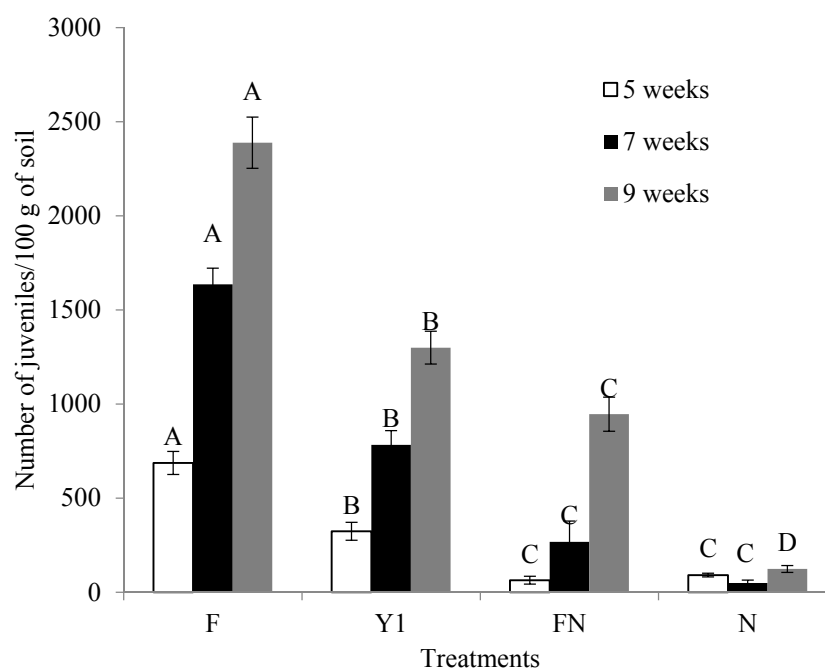 Number of juveniles/100 g of soil
3000
2500
2000
1500
1000
500
0
A
A
A
B
B
B
C
C
C
C
C
D
5 weeks
7 weeks
9 weeks
F
Y1
FN
N
Treatments